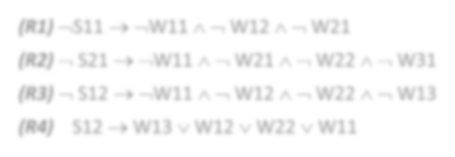 (R1) ¬S11 → ¬W11 ∧ ¬ W12 ∧ ¬ W21
(R2) ¬ S21 → ¬W11 ∧ ¬ W21 ∧ ¬ W22 ∧ ¬ W31
(R3) ¬ S12 → ¬W11 ∧ ¬ W12 ∧ ¬ W22 ∧ ¬ W13
(R4) S12 → W13 ∨ W12 ∨ W22 ∨ W11